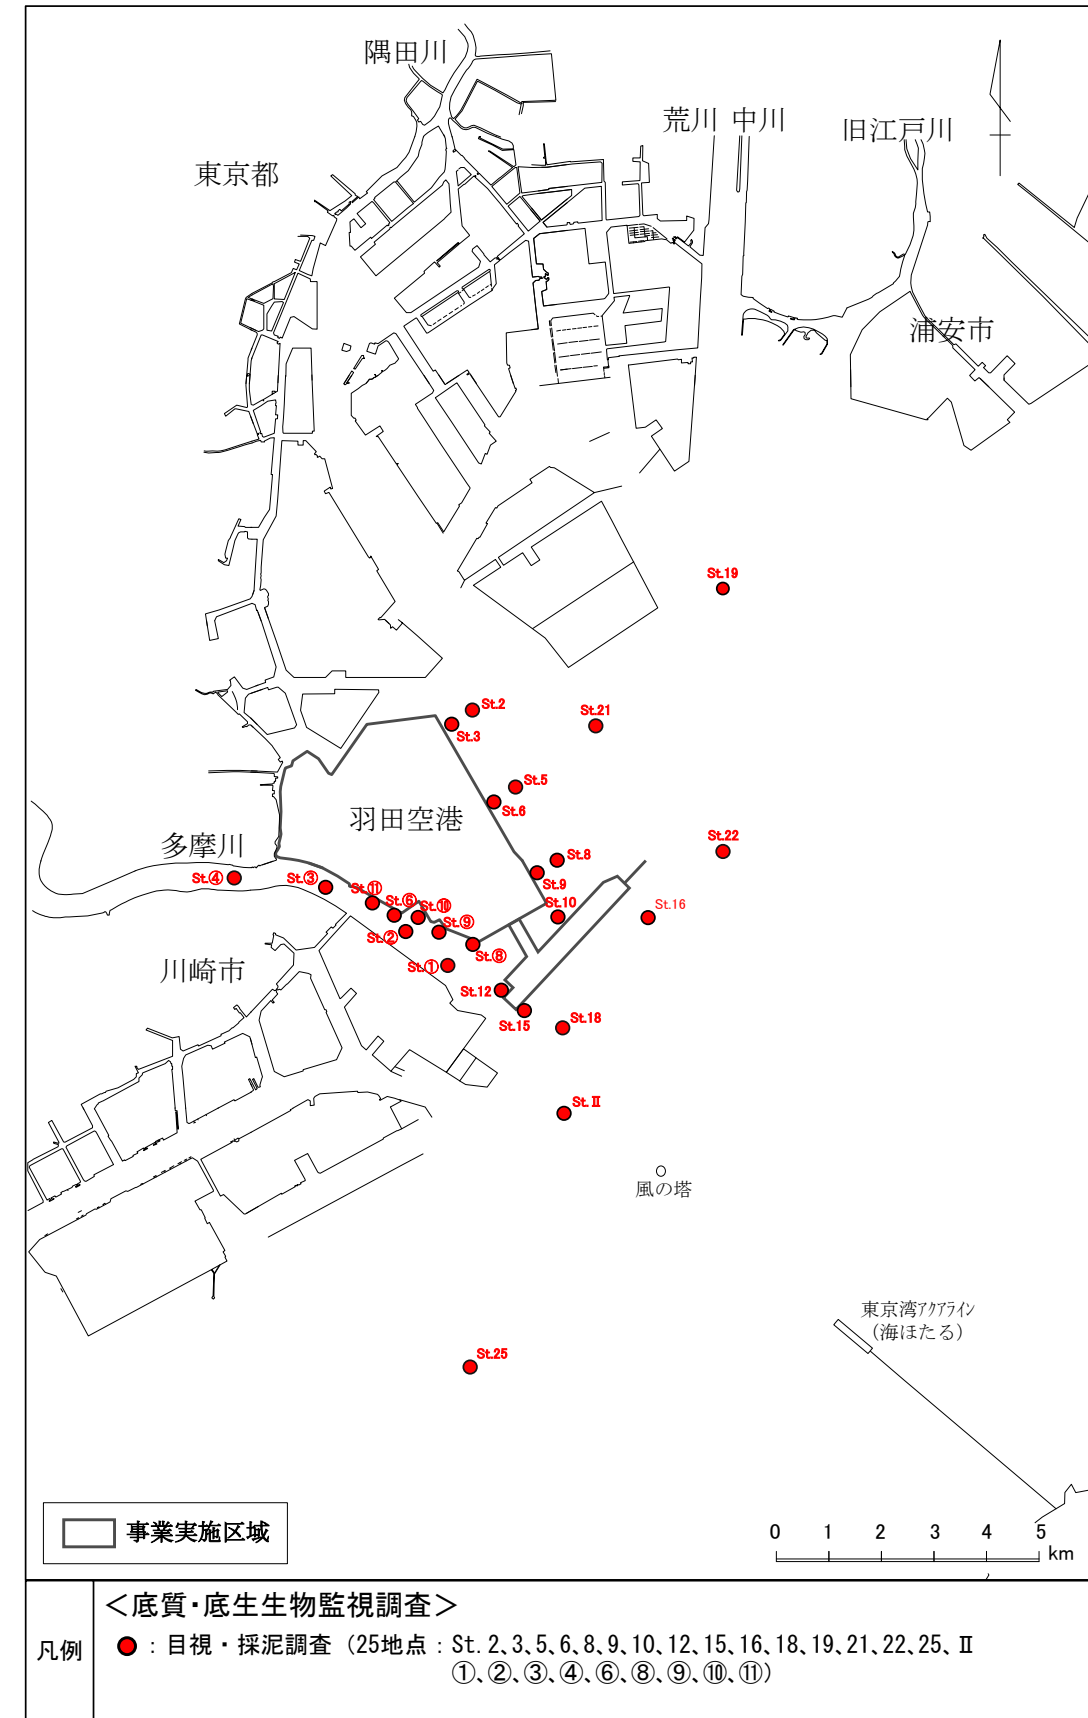 隅田川
荒川 中川
旧江戸川
東京都
浦安市
St.19
St.2
St.3
St.21
St.5
St.6
羽田空港
多摩川
St.22
St.8
St.9
St.④
St.③
St.⑪
St.⑥
St.⑩
St.10
St.16
St.②
St.⑨
St.⑧
St.①
川崎市
St.12
St.15
St.18
St.Ⅱ
風の塔
東京湾アクアライン
(海ほたる)
St.25
事業実施区域
0 1 2 3 4 5
km
凡例
＜底質・底生生物監視調査＞
：目視・採泥調査（25地点：St. 2、3、5、6、8、9、10、12、15、16、18、19、21、22、25、Ⅱ
①、②、③、④、⑥、⑧、⑨、⑩、⑪）